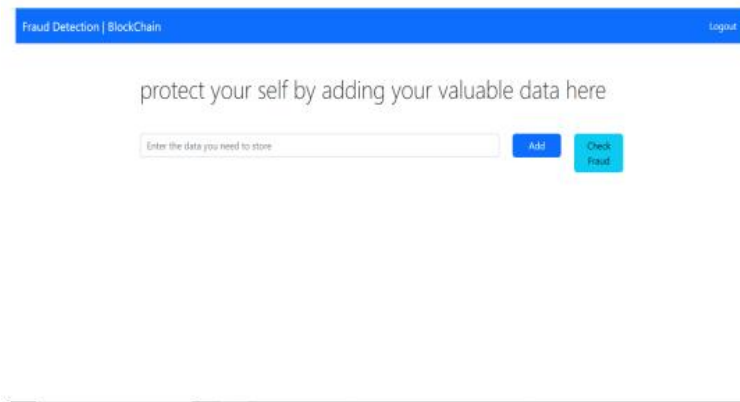 Fraud Detection | BlockChain
Logout
protect your self by adding your valuable data here
Enter the data you need to store
Add
Check
Fraud